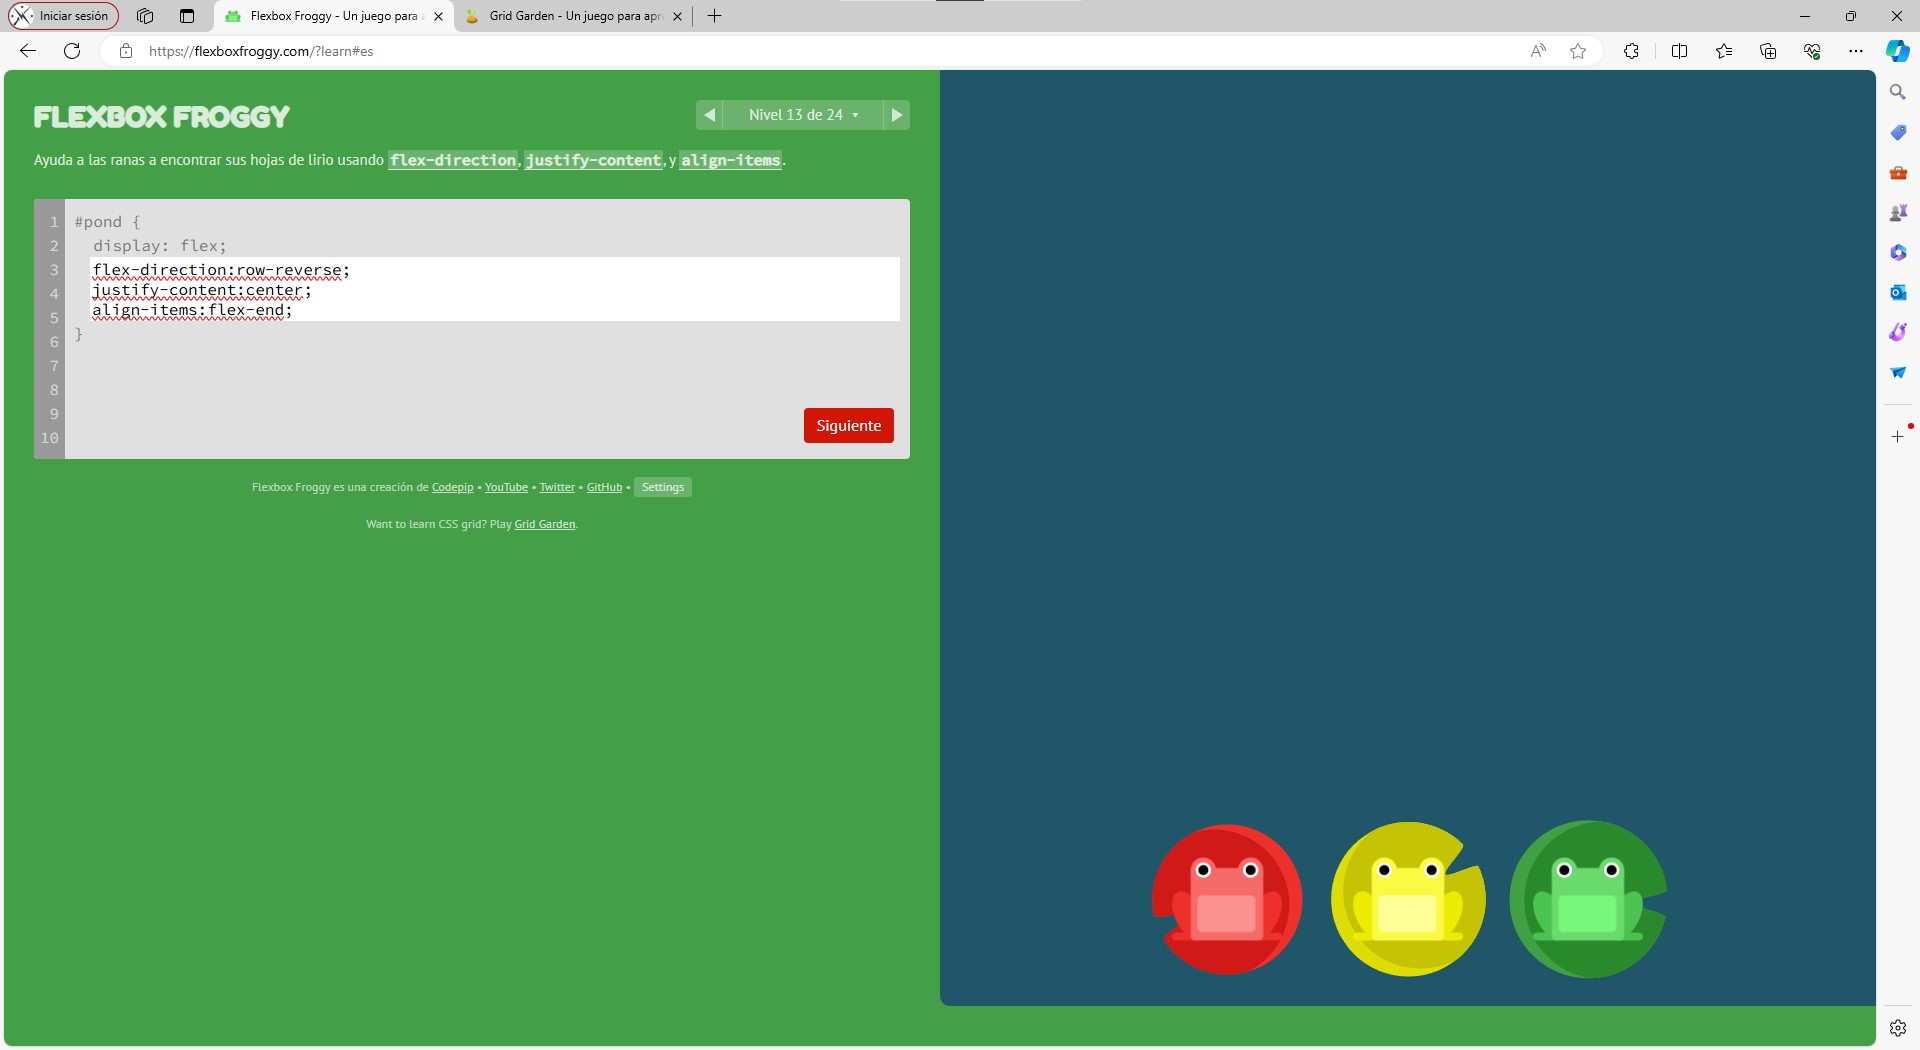 Iniciar sesión
Flexbox Froggy - Un juego para a
Grid Garden - Un juego para apr
https://flexboxfroggy.com/?learn#es
FLEXBOX FROGGY
Nivel 13 de 24
Ayuda a las ranas a encontrar sus hojas de lirio usando flex-direction, justify-content, y align-items.
1 #pond {
2 display: flex;
3 flex-direction:row-reverse;
4 justify-content:center;
5 align-items:flex-end;
6 }
7
8
9
10
Siguiente
Flexbox Froggy es una creación de Codepip • YouTube • Twitter • GitHub • Settings
Want to learn CSS grid? Play Grid Garden.